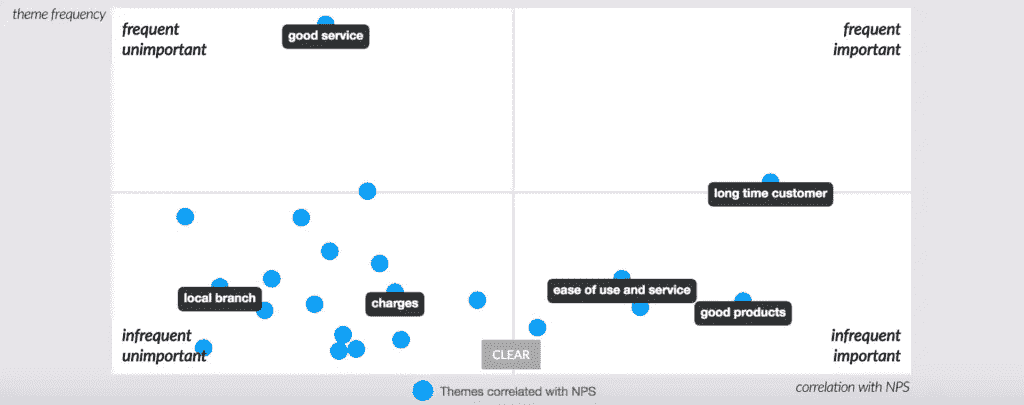 theme frequency
frequent
unimportant
good service
frequent
important
long time customer
local branch
charges
ease of use and service
good products
infrequent
unimportant
CLEAR
infrequent
important
Themes correlated with NPS
correlation with NPS